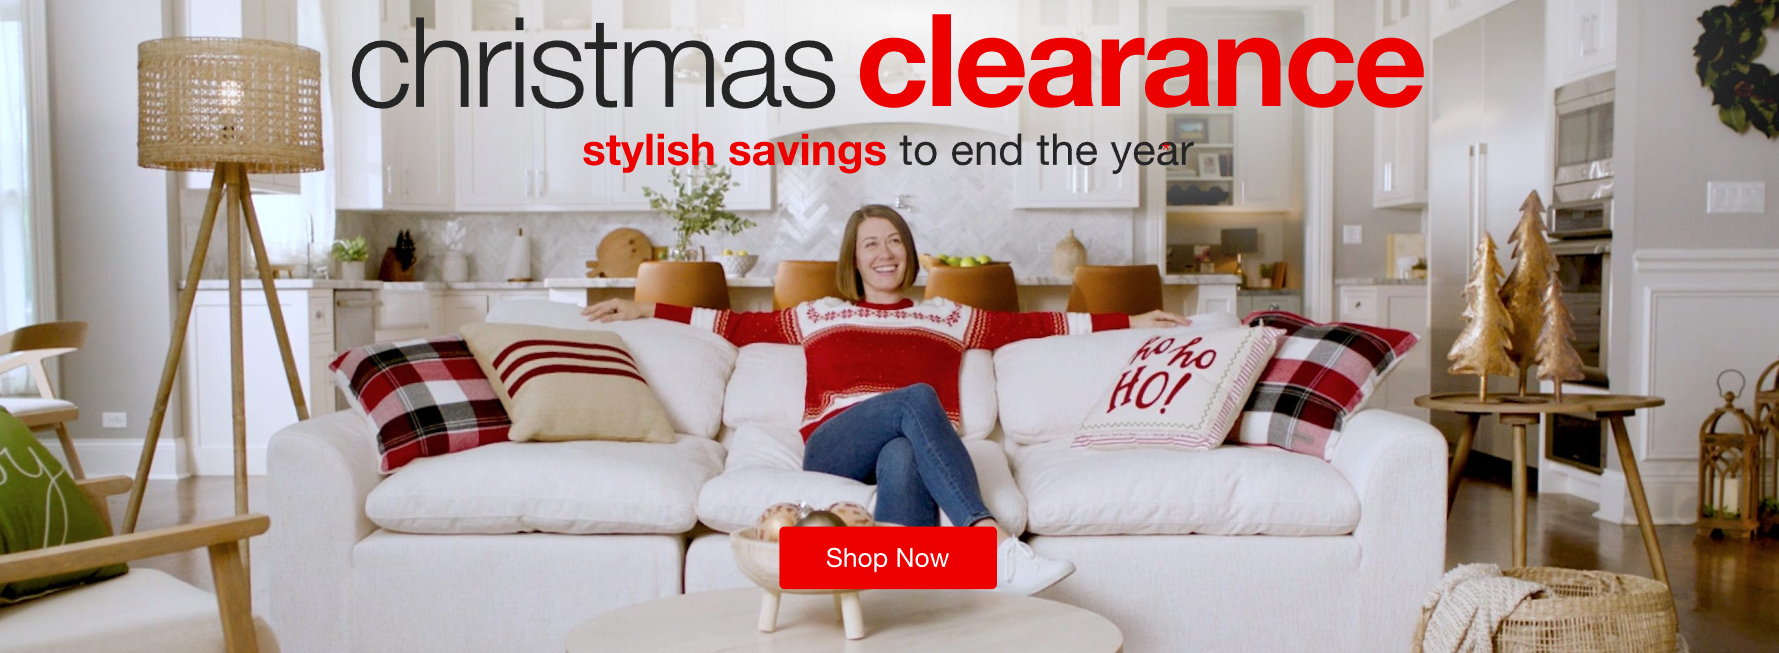 christmas clearance
stylish savings to end the year
ho ho
HO!
Shop Now